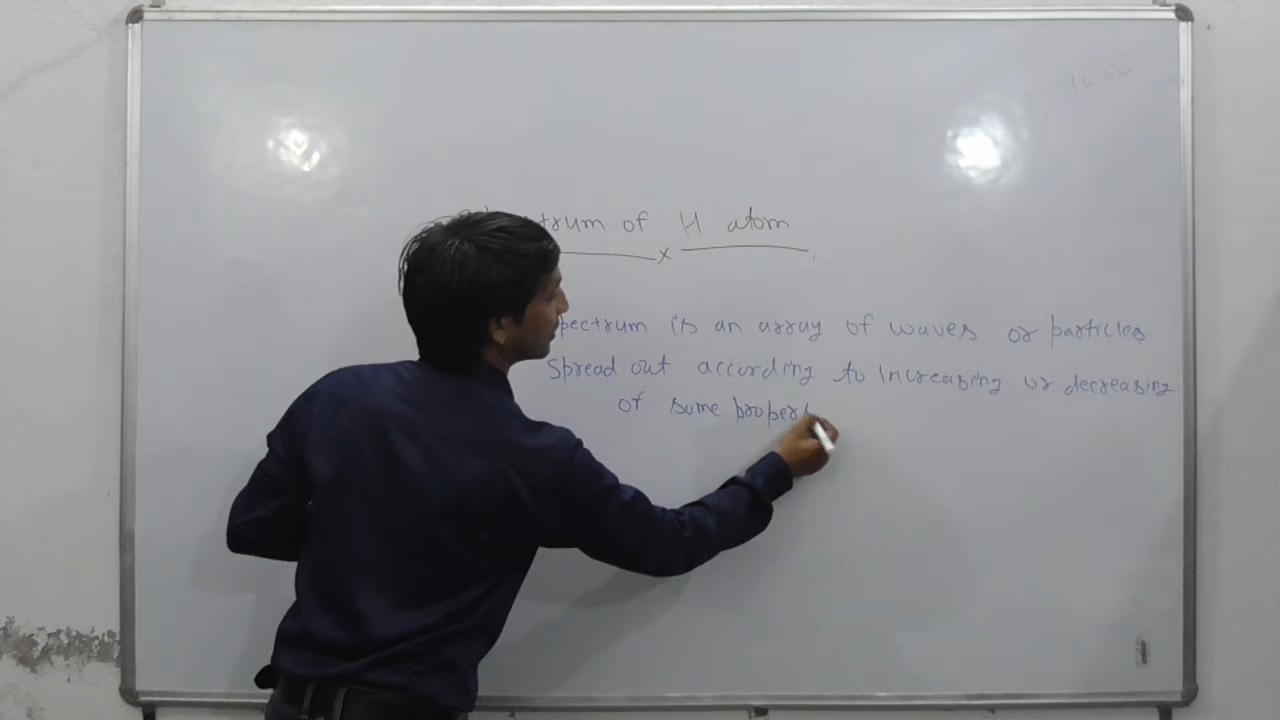 trum of H atom
x
pectrum is an array of waves or particles
spread out according to increasing or decreasing
of some proper